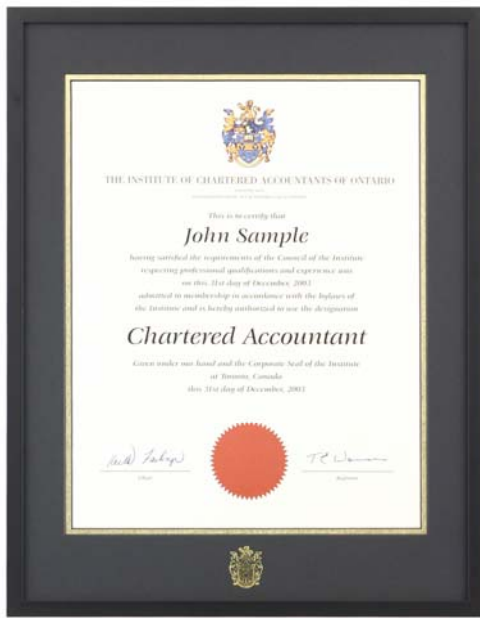 THE INSTITUTE OF CHARTERED ACCOUNTANTS OF ONTARIO
This is to certify that
John Sample
having satisfied the requirements of the Council of the Institute
respecting professional qualifications and experience was
on this 31st day of December, 2003
admitted to membership in accordance with the bylaws of
the Institute and is hereby authorized to use the designation
Chartered Accountant
Given under our hand and the Corporate Seal of the Institute
at Toronto, Canada
this 31st day of December, 2003